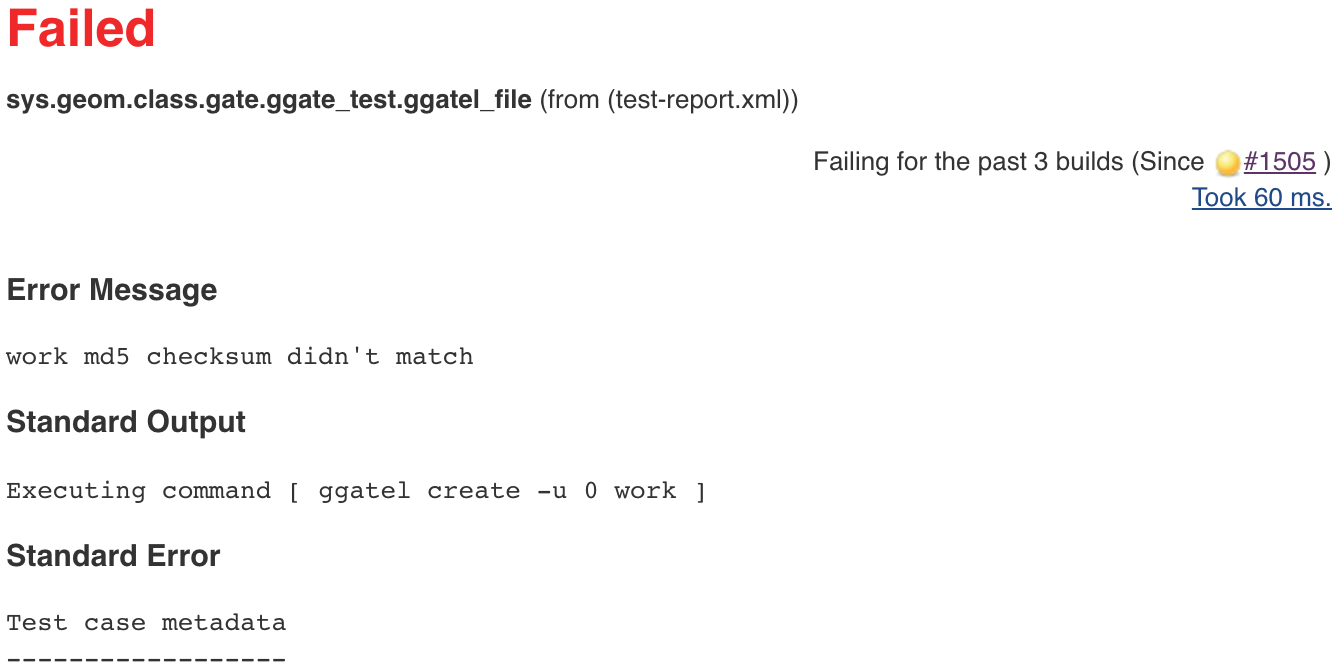 Failed
sys.geom.class.gate.ggate_test.ggatel_file (from (test-report.xml))
Failing for the past 3 builds (Since #1505 )
Took 60 ms.
Error Message
work md5 checksum didn't match
Standard Output
Executing command [ ggatel create -u 0 work ]
Standard Error
Test case metadata
------------------